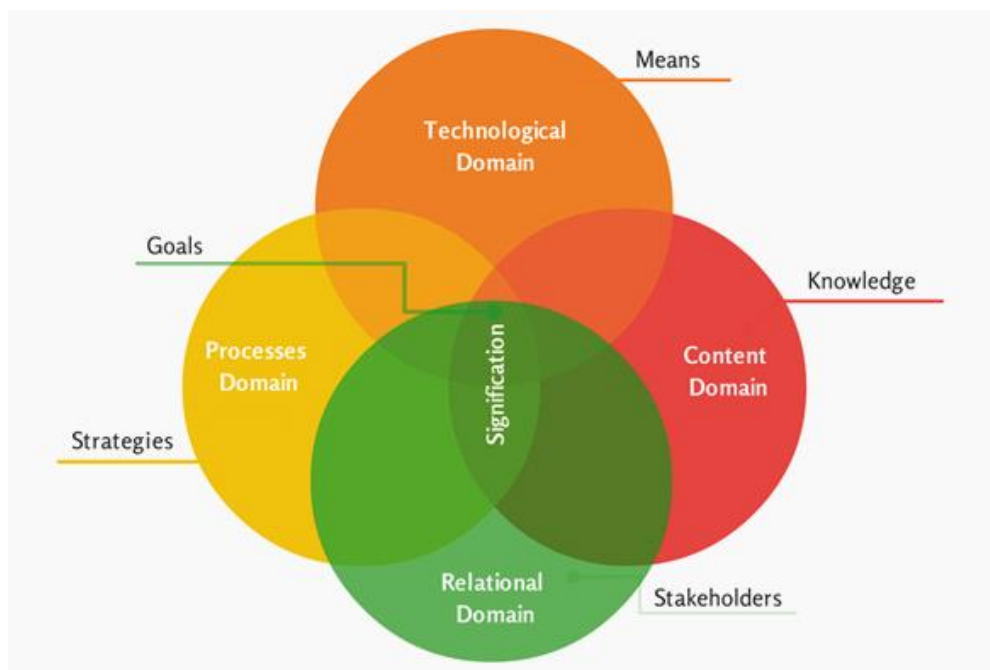 Means
Technological
Domain
Goals
Knowledge
Processes
Domain
Signification
Content
Domain
Strategies
Relational
Domain
Stakeholders